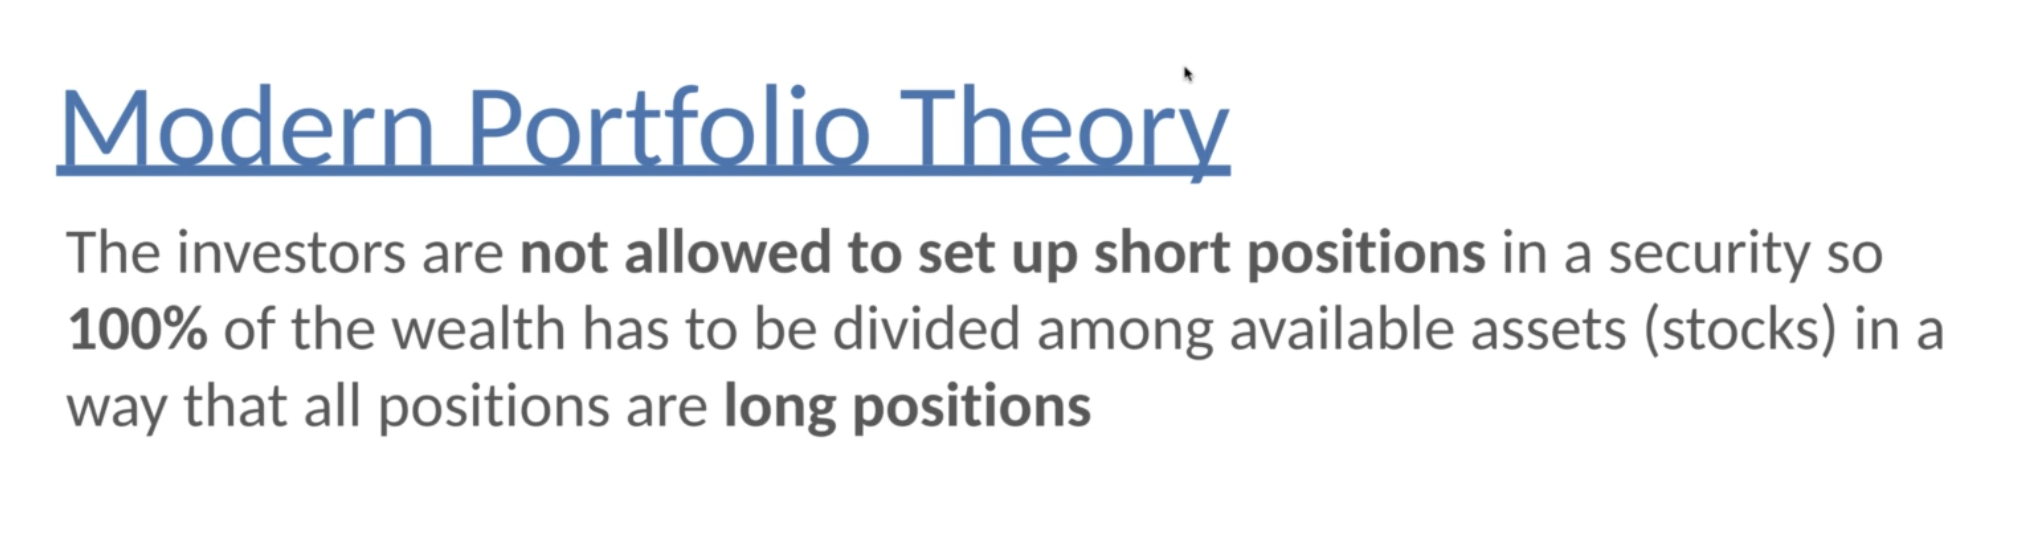 Modern Portfolio Theory
The investors are not allowed to set up short positions in a security so
100% of the wealth has to be divided among available assets (stocks) in a
way that all positions are long positions